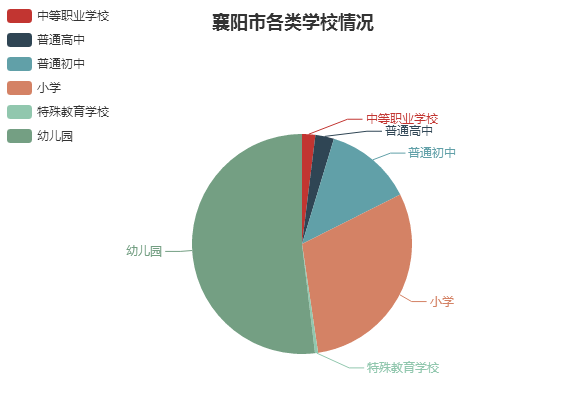 襄阳市各类学校情况
中等职业学校
普通高中
普通初中
小学
特殊教育学校
幼儿园
中等职业学校
普通高中
普通初中
幼儿园
小学
特殊教育学校